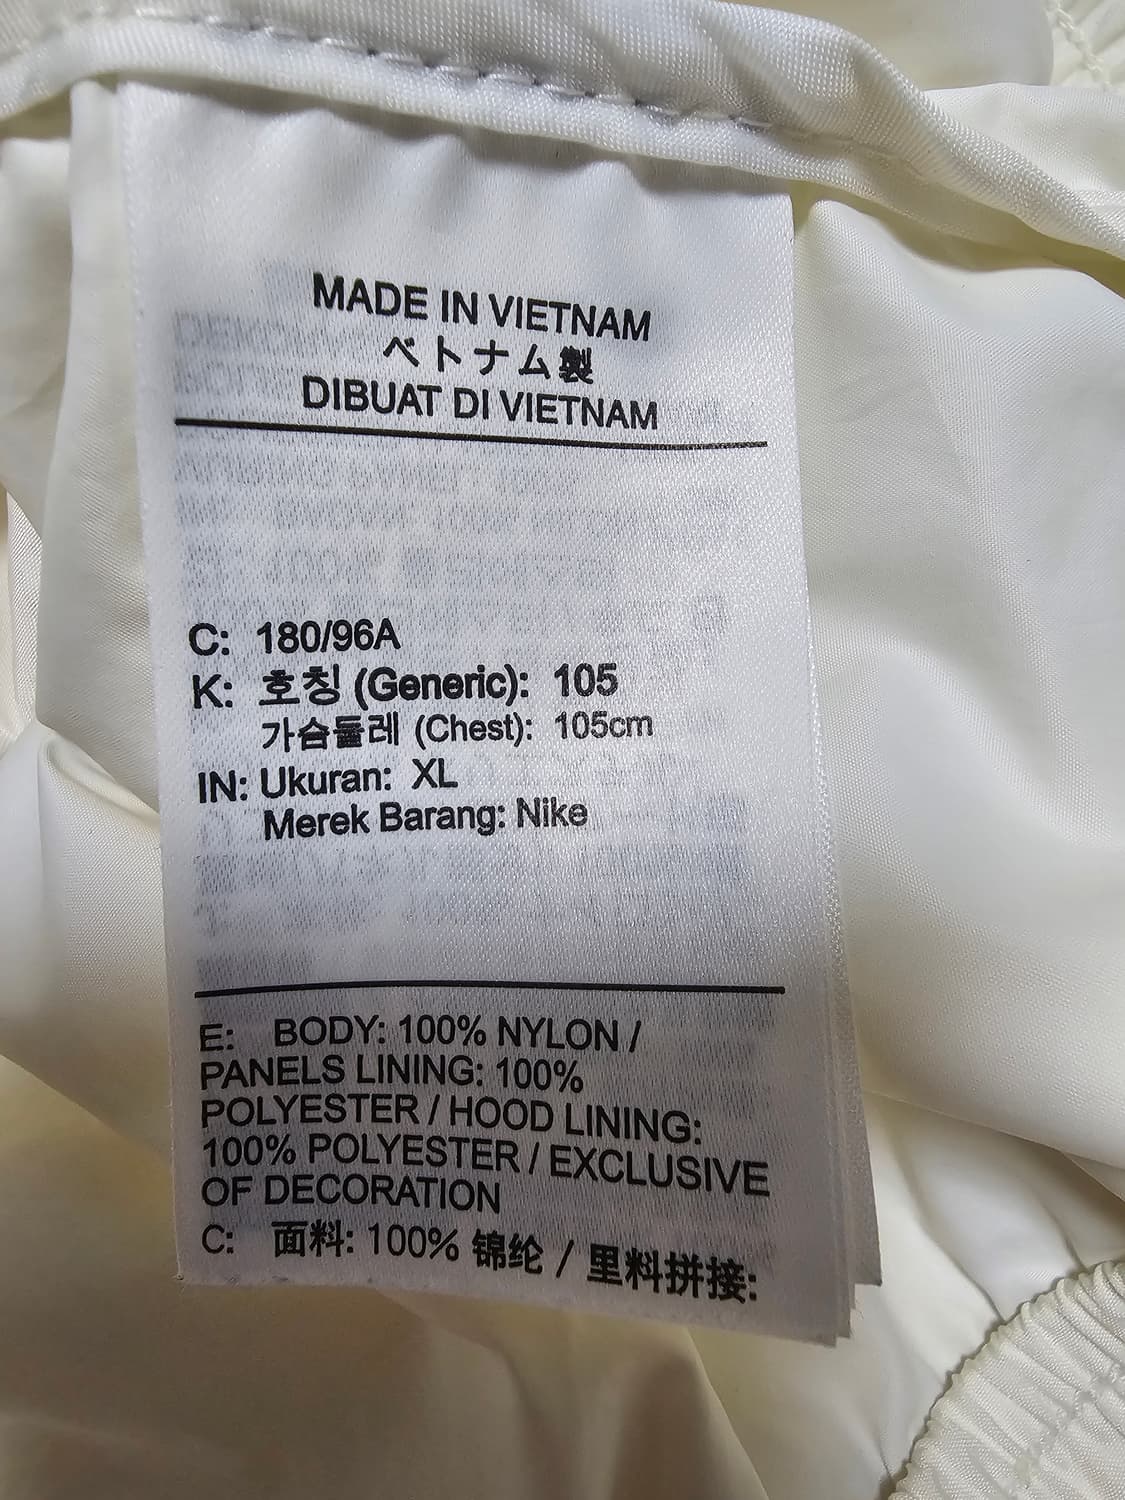 MADE IN VIETNAM
ベトナム製
DIBUAT DI VIETNAM
C: 180/96A
K: 호칭 (Generic): 105
가슴둘레 (Chest): 105cm
IN: Ukuran: XL
Merek Barang: Nike
E: BODY: 100% NYLON /
PANELS LINING: 100%
POLYESTER / HOOD LINING:
100% POLYESTER / EXCLUSIVE
OF DECORATION
C: 面料: 100% 锦纶 / 里料拼接: